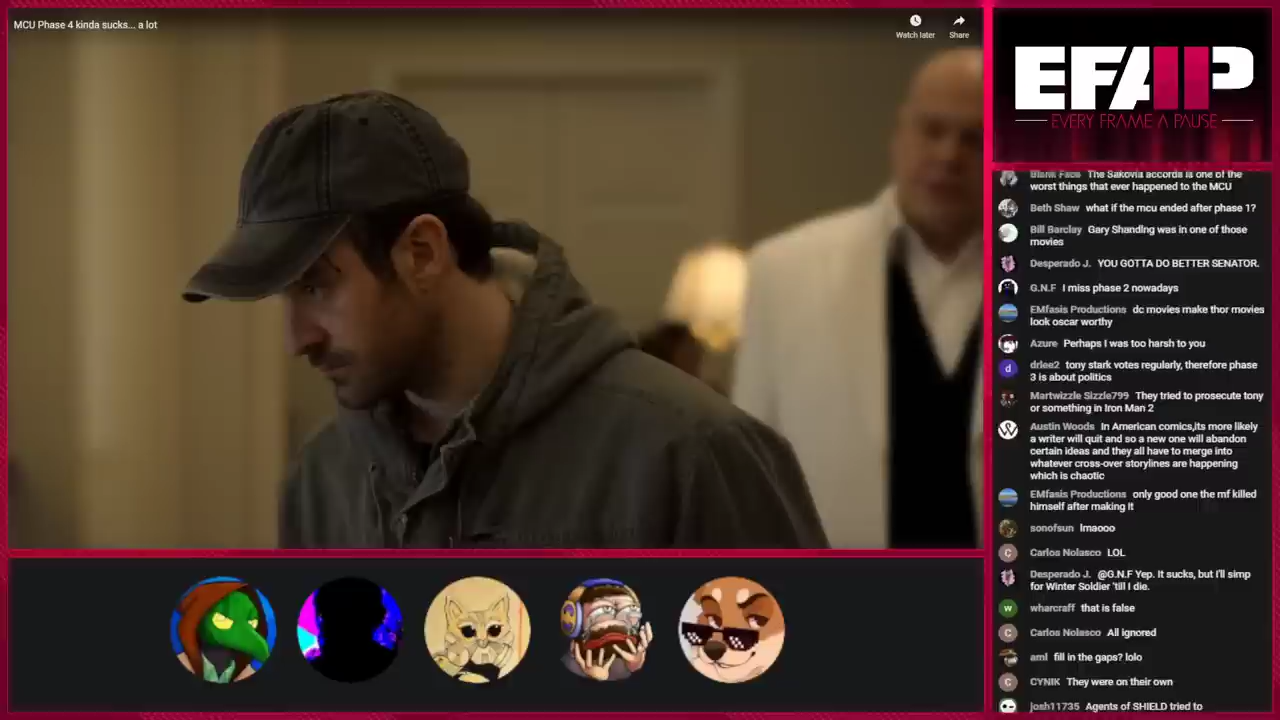 MCU Phase 4 kinda sucks... a lot
Watch later
Share
EFAP
EVERY FRAME A PAUSE
Blank Face The Sakovia accords is one of the
worst things that ever happened to the MCU
Beth Shaw what if the mcu ended after phase 1?
Bill Barclay Gary Shandlng was in one of those
movies
Desperado J. YOU GOTTA DO BETTER SENATOR.
G.N.F I miss phase 2 nowadays
EMfasis Productions dc movies make thor movies
look oscar worthy
Azure Perhaps I was too harsh to you
drlee2 tony stark votes regularly, therefore phase
3 is about politics
Martwizzle Sizzle799 They tried to prosecute tony
or something in Iron Man 2
Austin Woods In American comics,its more likely
a writer will quit and so a new one will abandon
certain ideas and they all have to merge into
whatever cross-over storylines are happening
which is chaotic
EMfasis Productions only good one the mf killed
himself after making it
sonofsun lmaooo
Carlos Nolasco LOL
Desperado J. @G.N.F Yep. It sucks, but I'll simp
for Winter Soldier 'till I die.
wharcraff that is false
Carlos Nolasco All ignored
aml fill in the gaps? lolo
CYNIK They were on their own
josh11735 Agents of SHIELD tried to